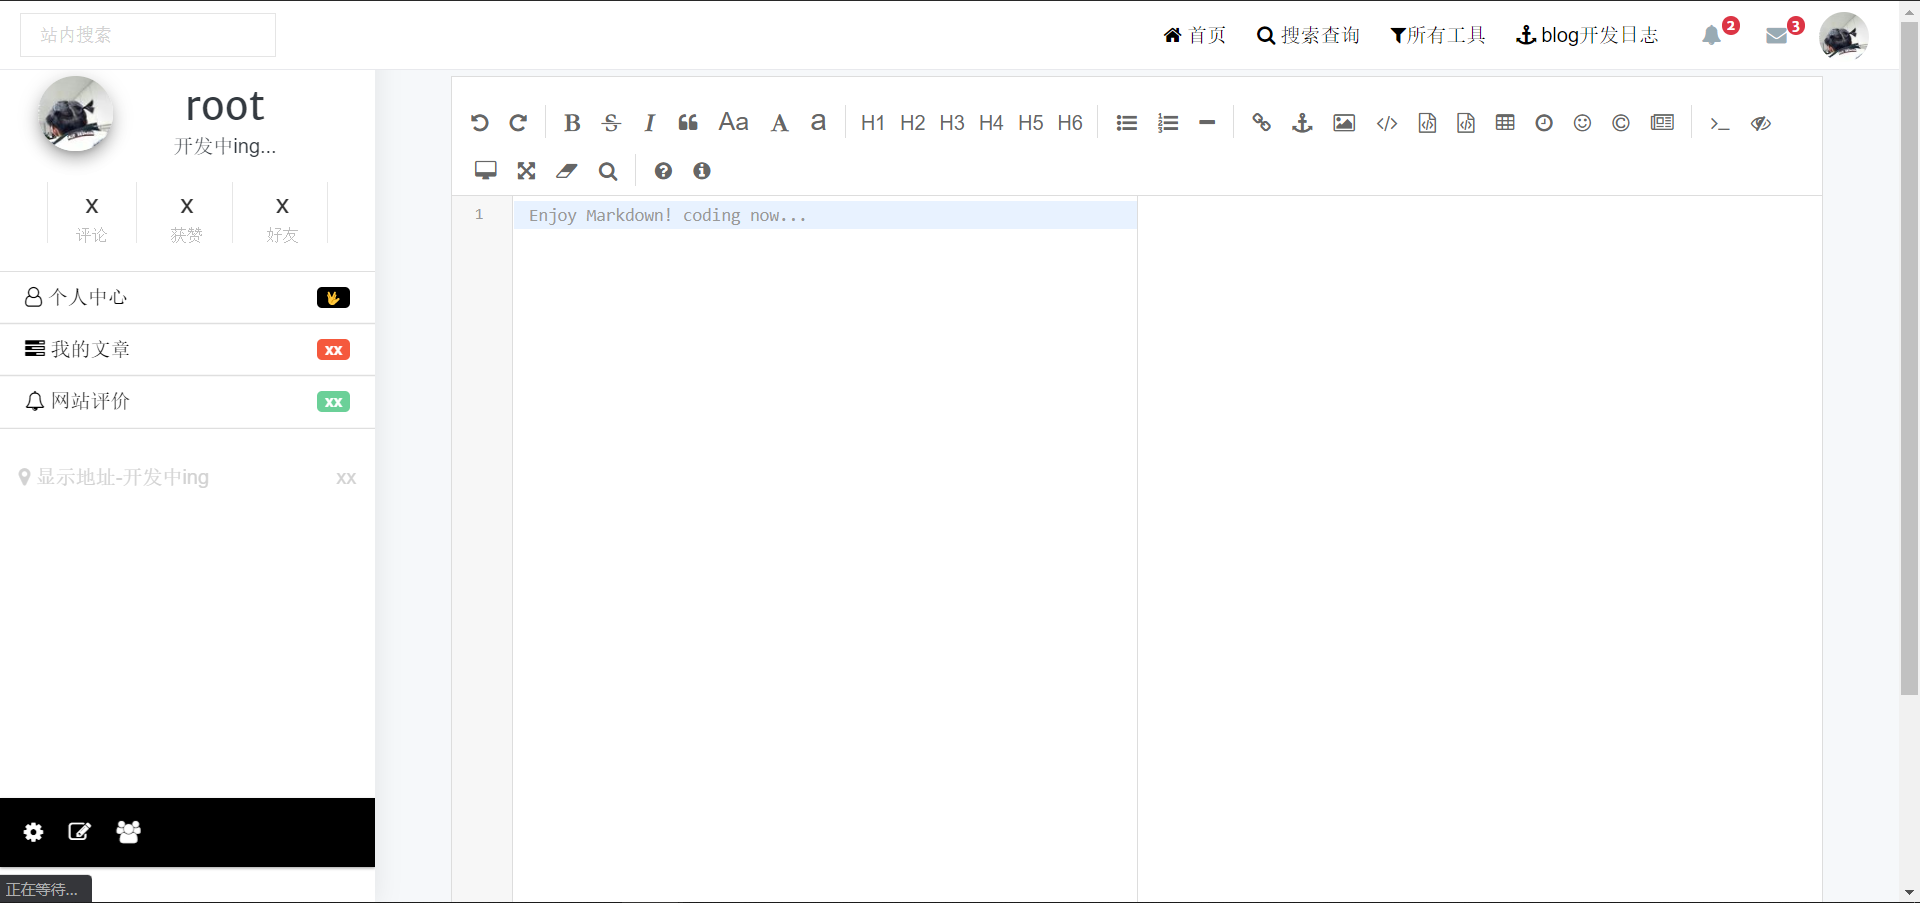 站内搜索
首页 搜索查询 所有工具 blog开发日志 2 3
root
开发中ing...
x x x
评论 获赞 好友
个人中心
我的文章 xx
网站评价 xx
显示地址-开发中ing xx
正在等待...
B S I Aa A a H1 H2 H3 H4 H5 H6
1 Enjoy Markdown! coding now...